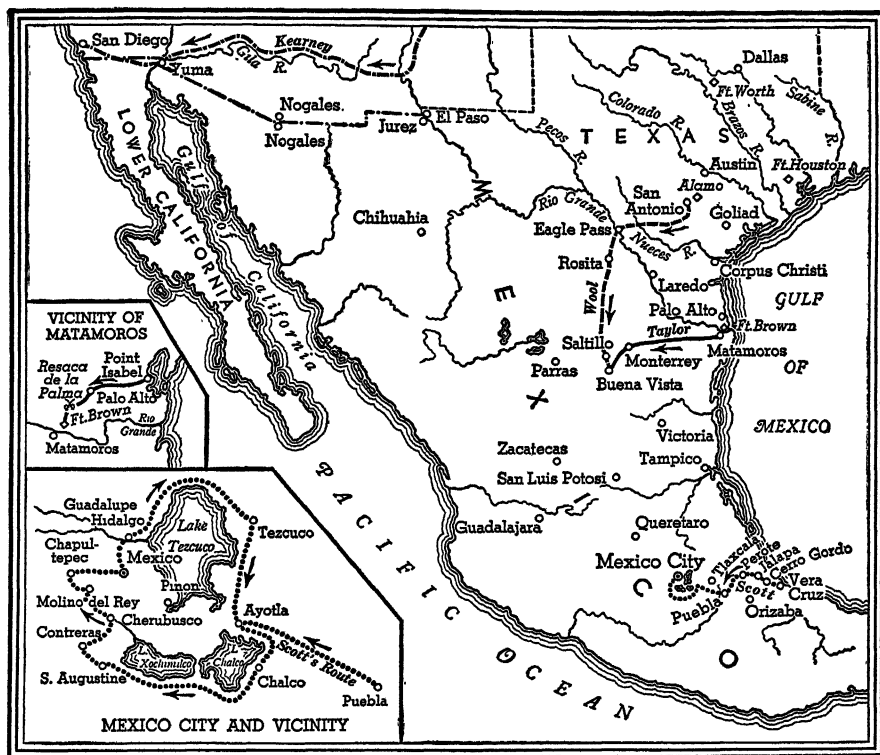 San Diego
Yuma
Gila R.
Kearney
Nogales.
Nogales
Jurez
El Paso
LOWER CALIFORNIA
Gulf of California
Chihuahia
Pecos R.
Colorado R.
TEXAS
Dallas
Ft. Worth
Brazos R.
Sabine R.
Austin
Ft. Houston
Alamo
San Antonio
Goliad
Rio Grande
Eagle Pass
Nueces R.
Rosita
Wool
Laredo
Corpus Christi
Palo Alto
Ft. Brown
Taylor
Matamoros
Saltillo
Monterrey
Parras
Buena Vista
GULF
OF
MEXICO
MEXICO
Victoria
Tampico
Zacatecas
San Luis Potosi
Guadalajara
Queretaro
Mexico City
Tlaxcala
Perote
Jalapa
Cerro Gordo
Puebla
Scott
Vera Cruz
Orizaba
PACIFIC OCEAN
VICINITY OF
MATAMOROS
Resaca
de la
Palma
Point
Isabel
Palo Alto
Ft. Brown
Rio
Grande
Matamoros
Guadalupe
Hidalgo
Lake
Tezcuco
Tezcuco
Chapul-
tepec
Mexico
Pinon
Molino del Rey
Cherubusco
Ayotla
Contreras
L.
Xochimilco
L.
Chalco
Scott's Route
S. Augustine
Chalco
Puebla
MEXICO CITY AND VICINITY